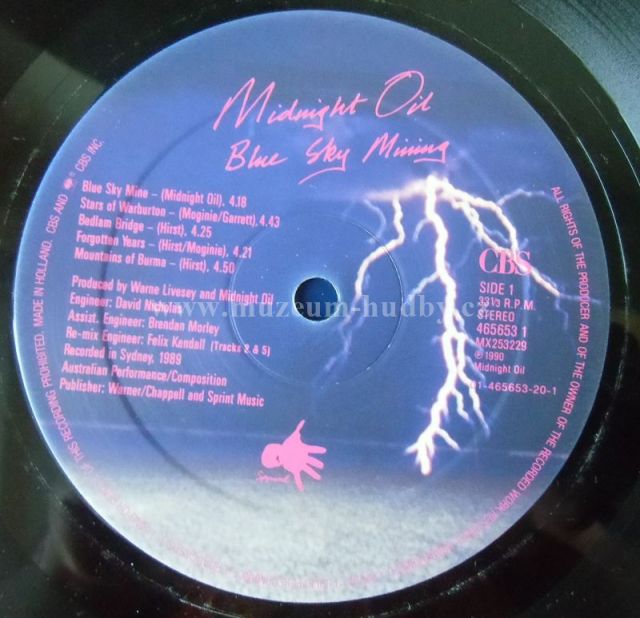 Midnight Oil
Blue Sky Mining
Blue Sky Mine – (Midnight Oil), 4.18
Stars of Warburton – (Moginie/Garrett), 4.43
Bedlam Bridge – (Hirst), 4.25
Forgotten Years – (Hirst/Moginie), 4.21
Mountains of Burma – (Hirst), 4.50
Produced by Warne Livesey and Midnight Oil
Engineer: David Nicholas
Assist. Engineer: Brendan Morley
Re-mix Engineer: Felix Kendall (Tracks 2 & 5)
Recorded in Sydney, 1989
Australian Performance/Composition
Publisher: Warner/Chappell and Sprint Music
CBS
SIDE 1
33⅓ R.P.M.
STEREO
465653 1
MX253229
℗ 1990
Midnight Oil
01-465653-20-1
www.muzeum-hudby.c
ALL RIGHTS OF THE PRODUCER AND OF THE OWNER OF THE RECORDED WORK
OF THIS RECORDING PROHIBITED. MADE IN HOLLAND. CBS AND CBS INC.